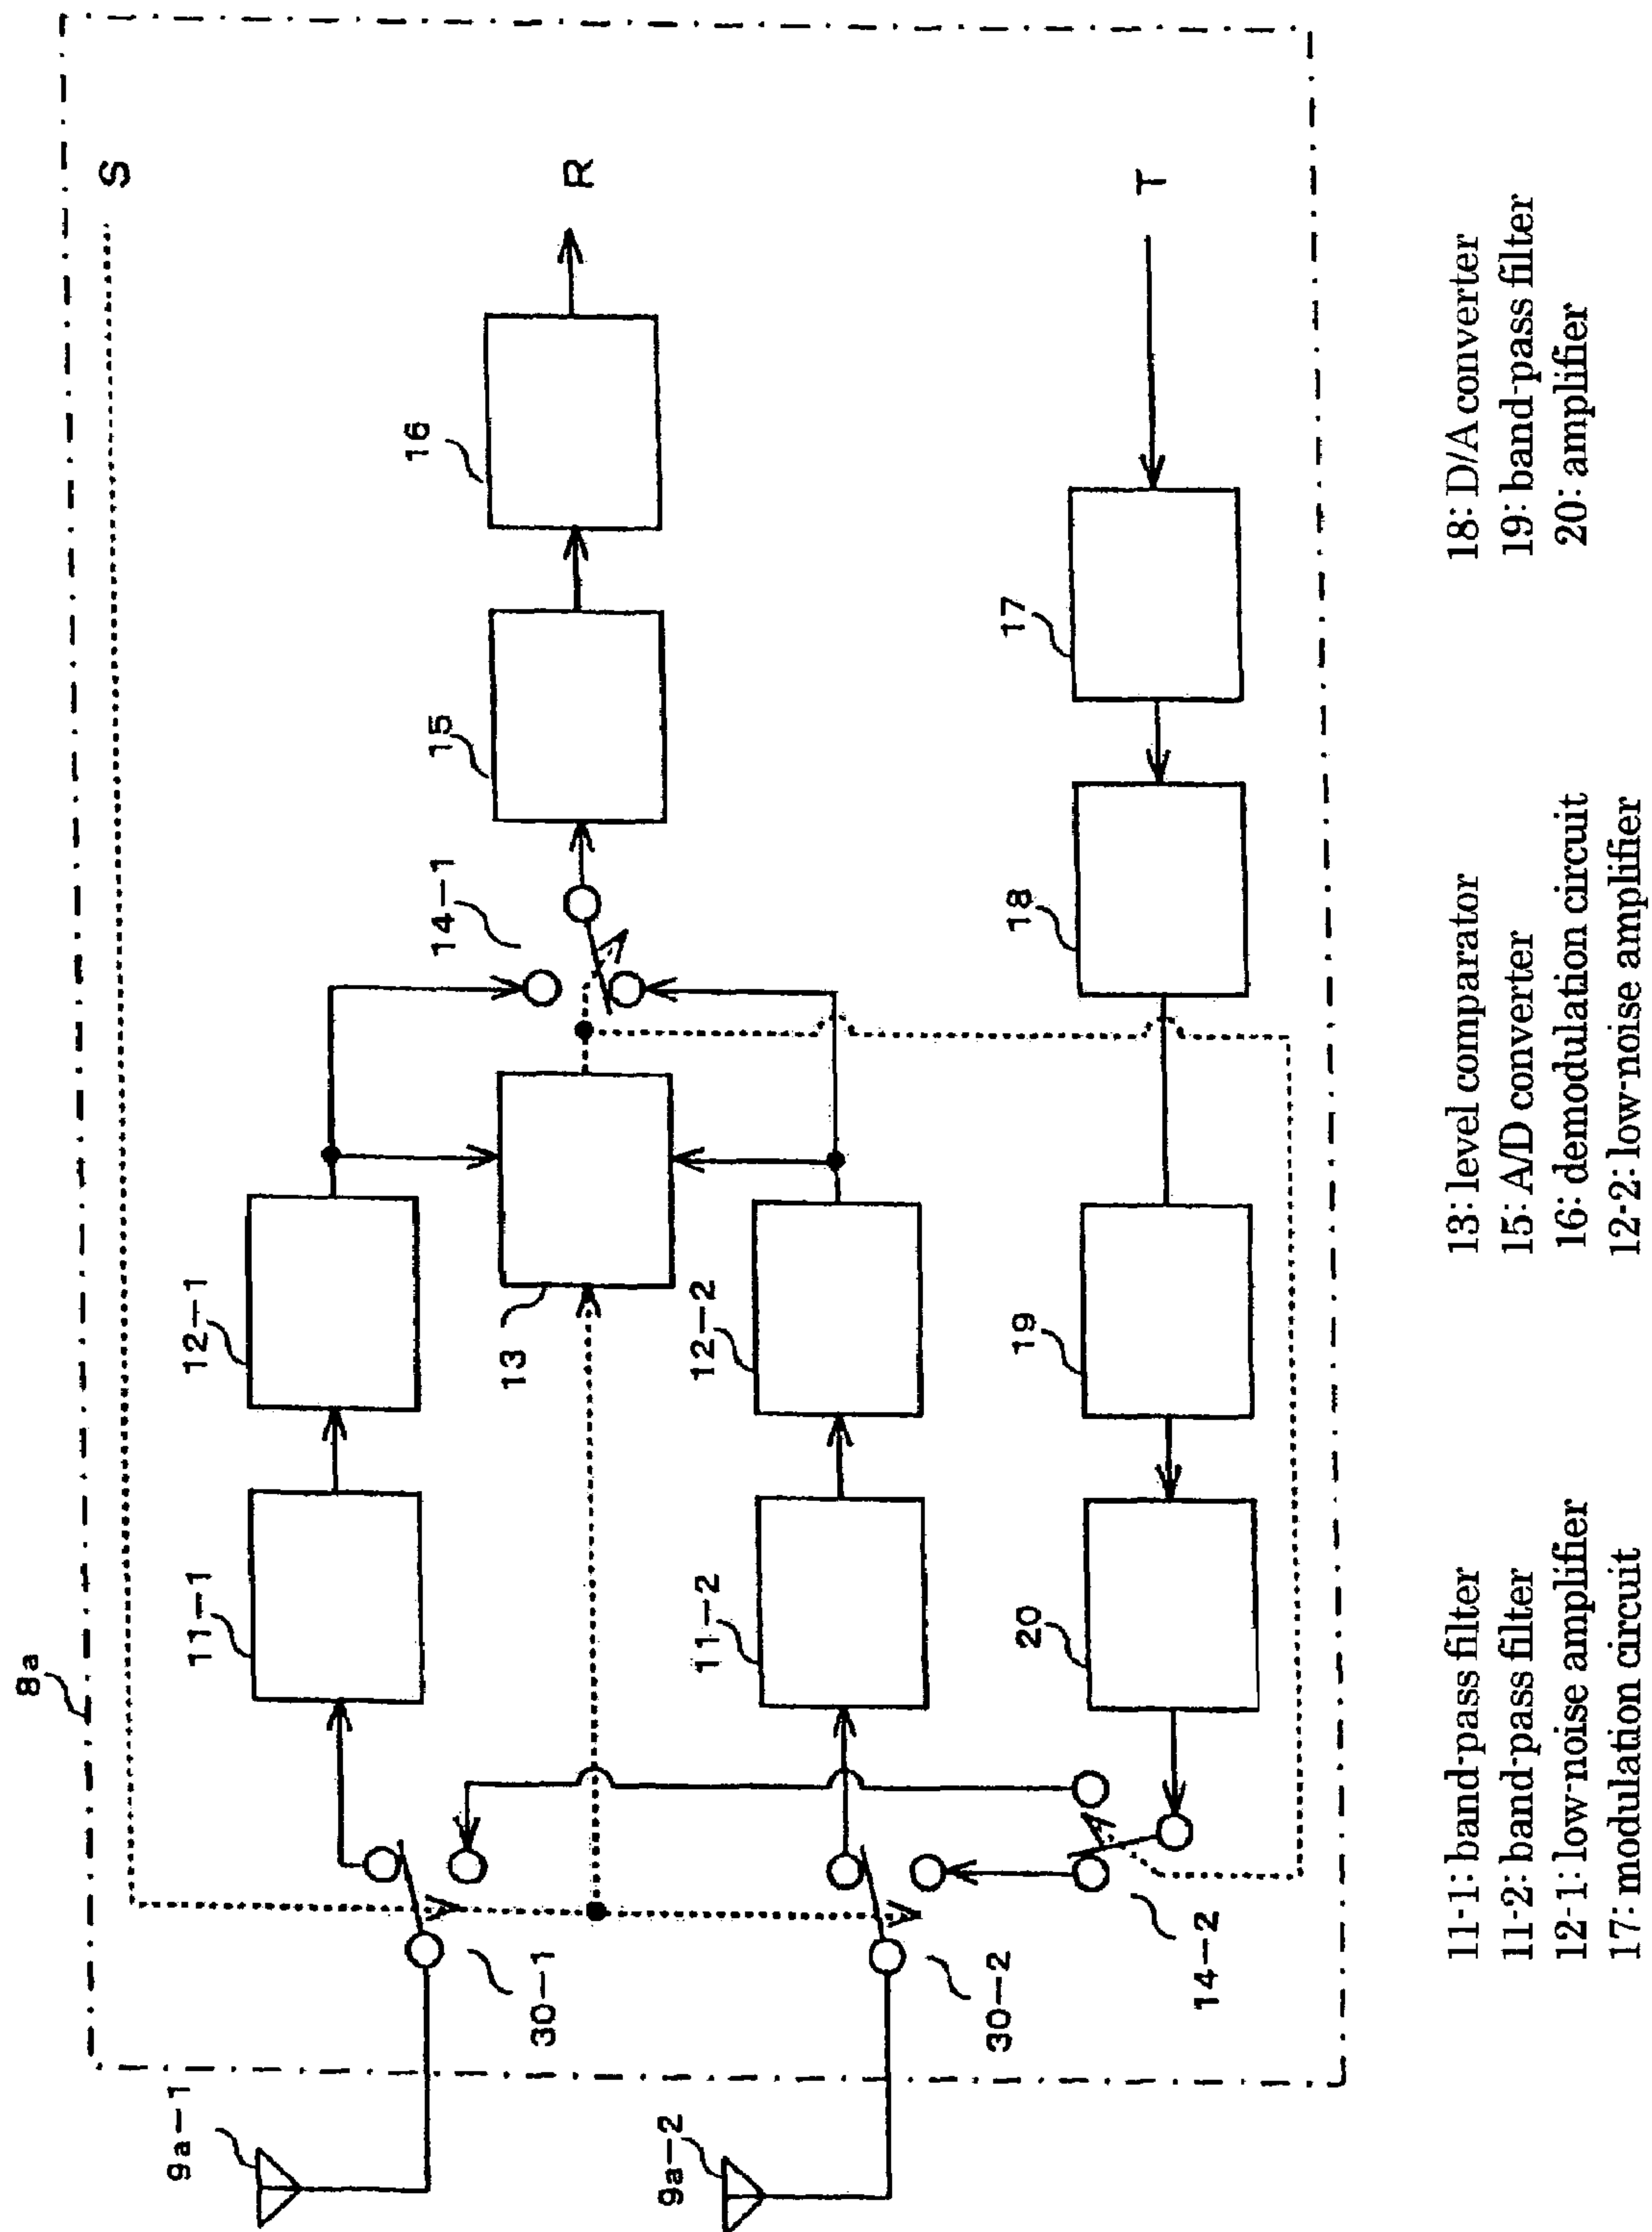 8a
S
9a-1
30-1
11-1
12-1
13
14-1
15
16
R
9a-2
30-2
11-2
12-2
14-2
20
19
18
17
T
11-1: band-pass filter
11-2: band-pass filter
12-1: low-noise amplifier
17: modulation circuit
13: level comparator
15: A/D converter
16: demodulation circuit
12-2: low-noise amplifier
18: D/A converter
19: band-pass filter
20: amplifier